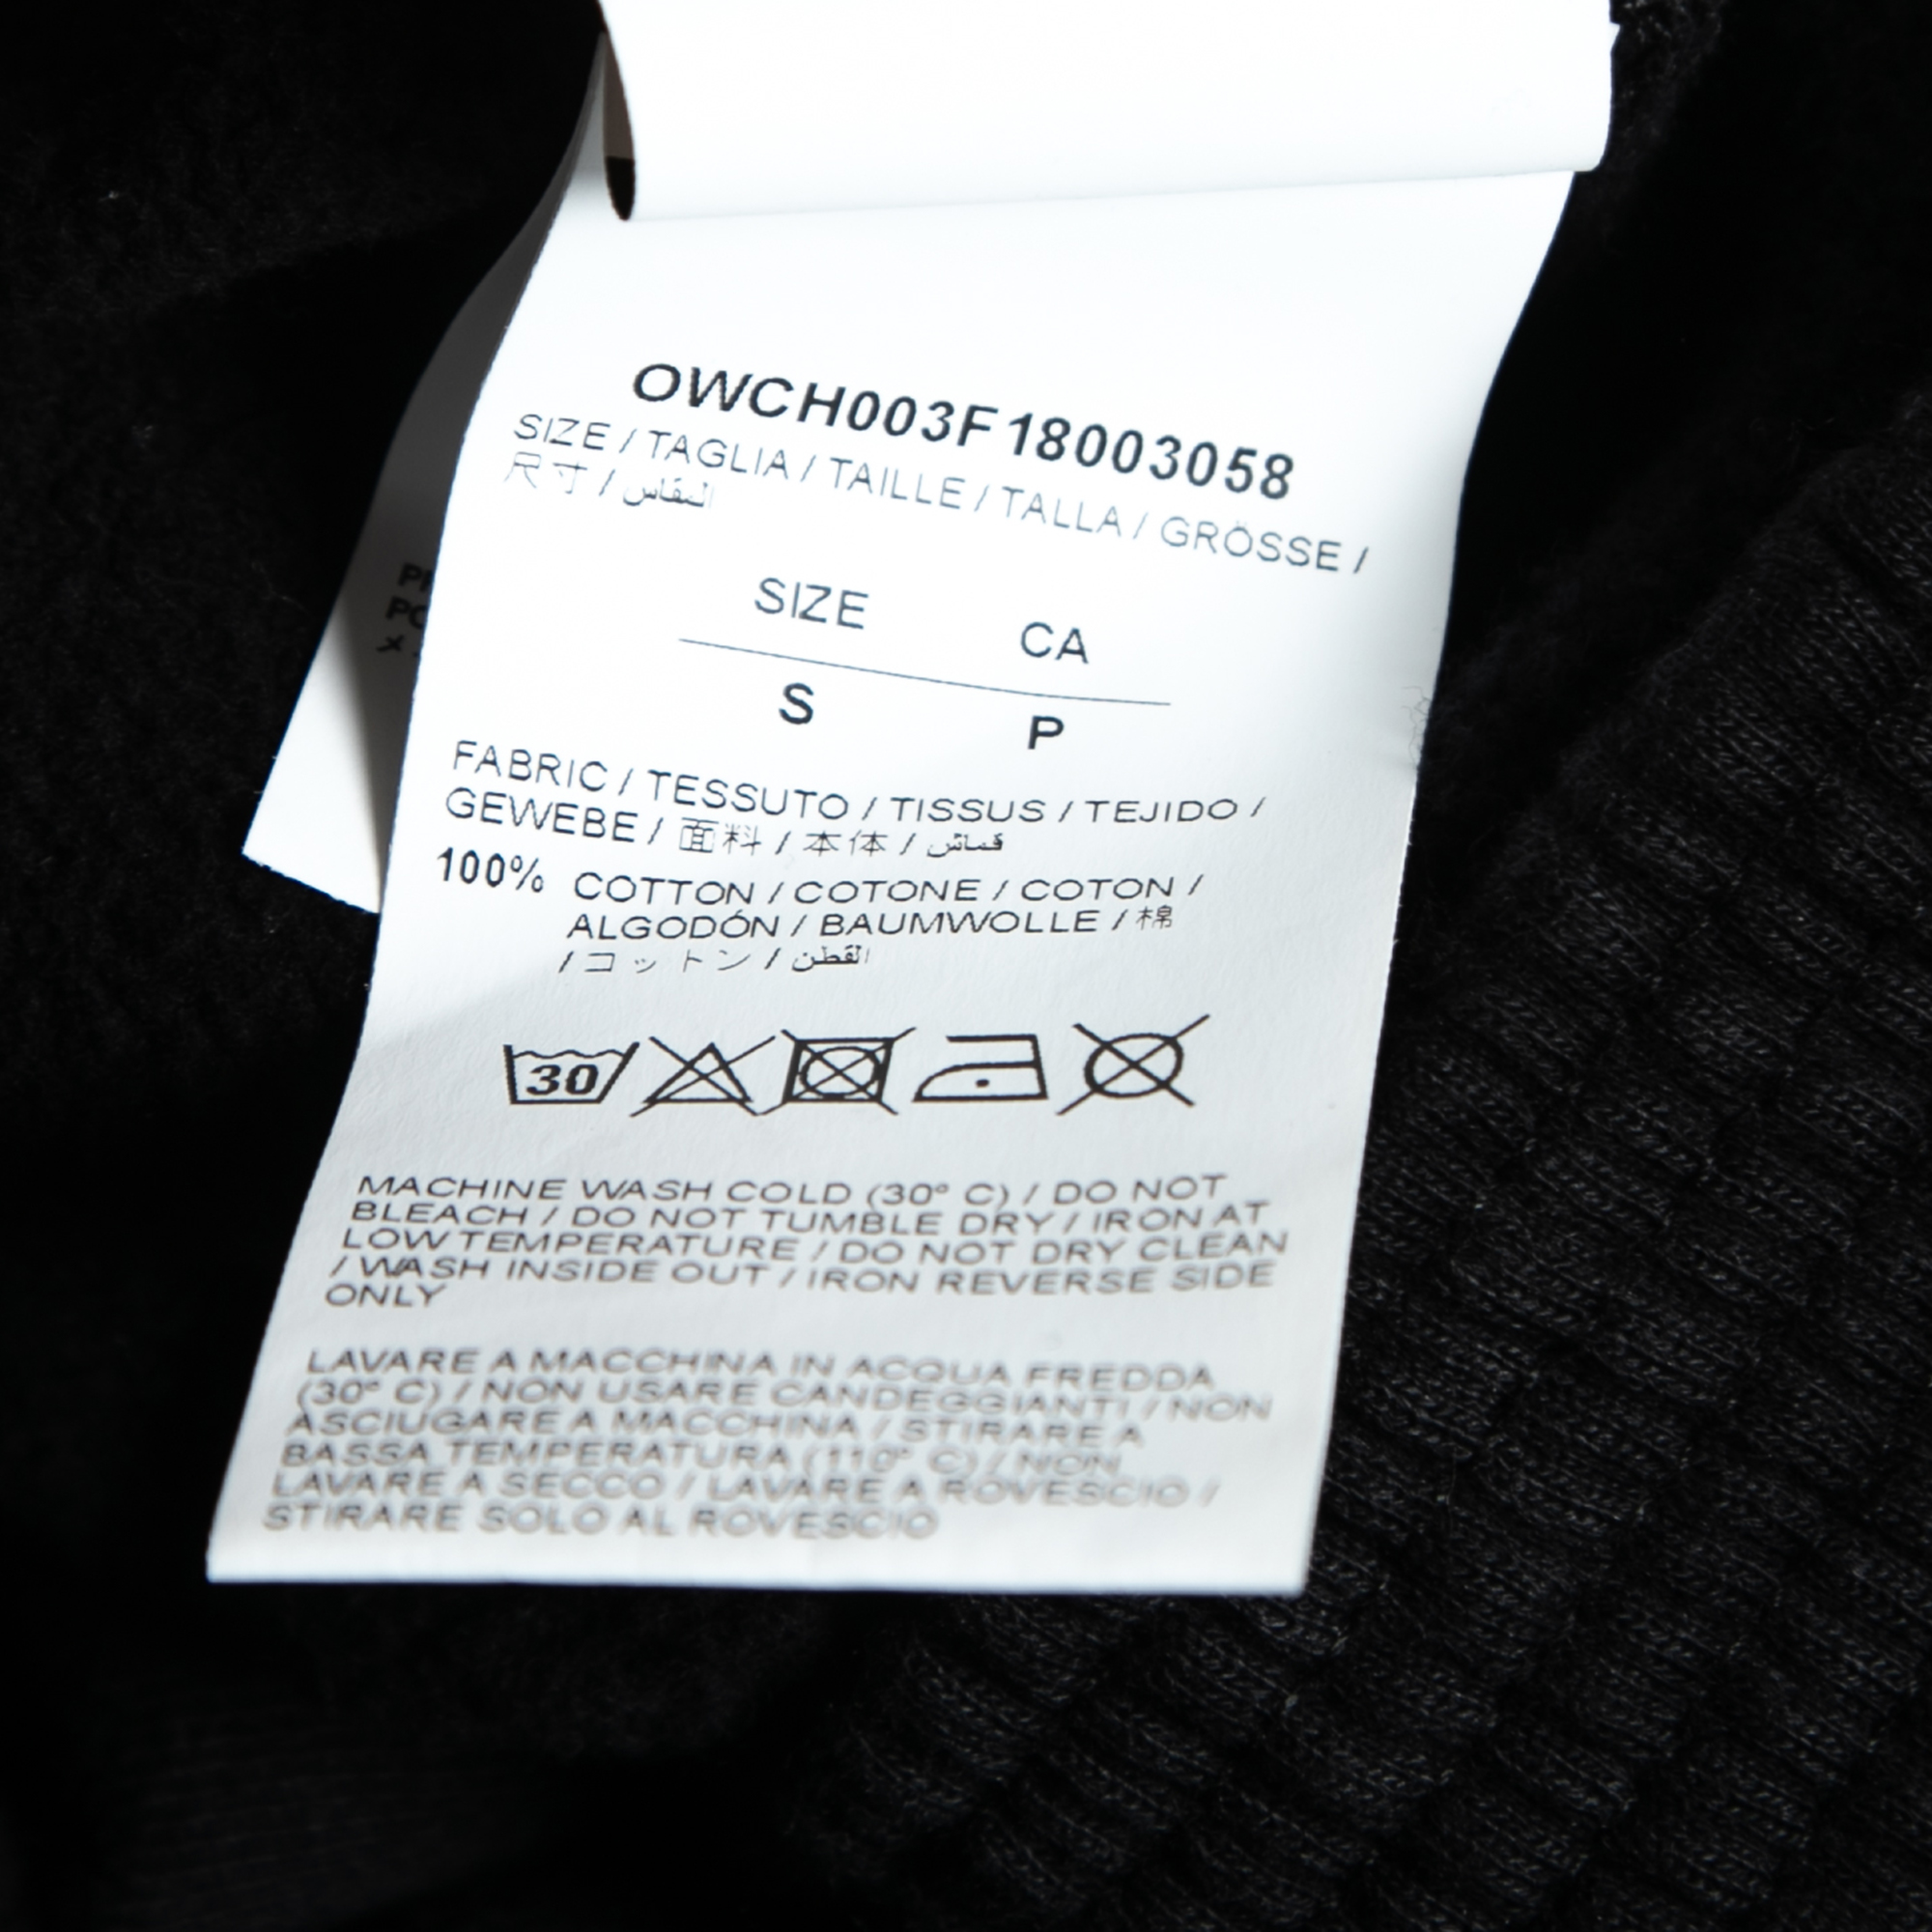 OWCH003F18003058
SIZE / TAGLIA / TAILLE / TALLA / GRÖSSE /
尺寸 / المقاس
SIZE CA
S P
FABRIC / TESSUTO / TISSUS / TEJIDO /
GEWEBE / 面料 / 本体 / قماش
100% COTTON / COTONE / COTON /
ALGODÓN / BAUMWOLLE / 棉
/ コットン / القطن
30
MACHINE WASH COLD (30° C) / DO NOT
BLEACH / DO NOT TUMBLE DRY / IRON AT
LOW TEMPERATURE / DO NOT DRY CLEAN
/ WASH INSIDE OUT / IRON REVERSE SIDE
ONLY
LAVARE A MACCHINA IN ACQUA FREDDA
(30° C) / NON USARE CANDEGGIANTI / NON
ASCIUGARE A MACCHINA / STIRARE A
BASSA TEMPERATURA (110° C) / NON
LAVARE A SECCO / LAVARE A ROVESCIO /
STIRARE SOLO AL ROVESCIO